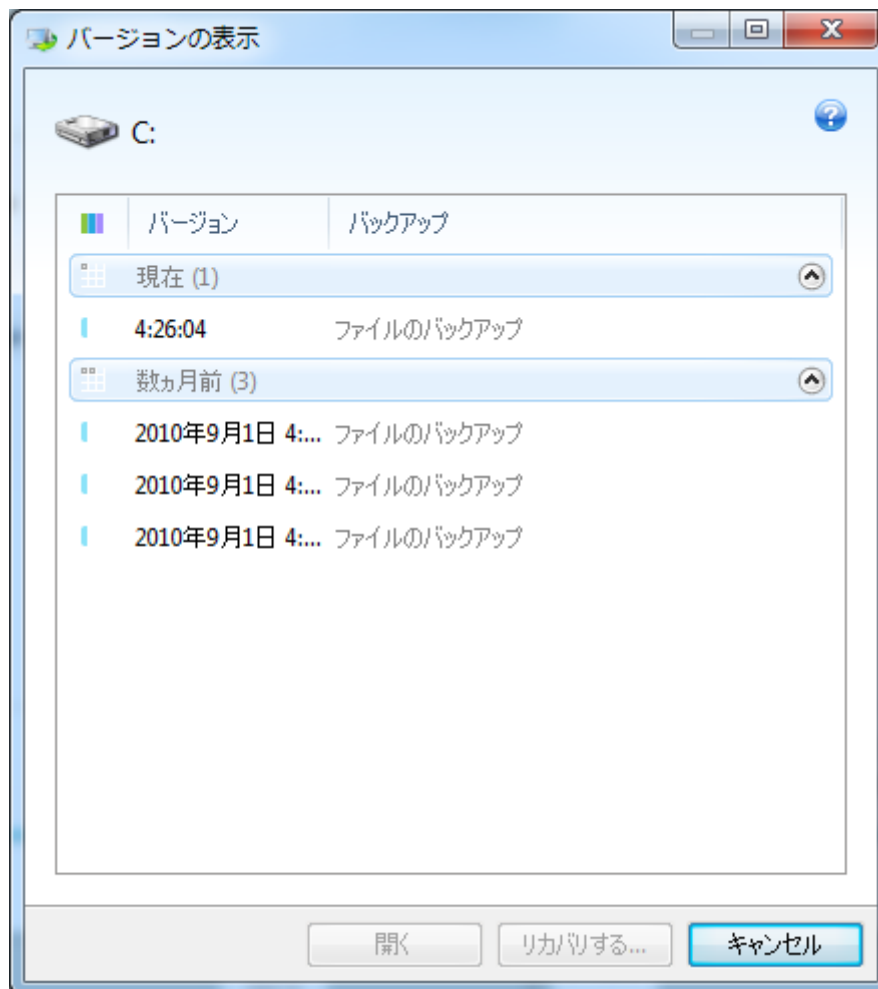 バージョンの表示
C:
バージョン バックアップ
現在 (1)
4:26:04 ファイルのバックアップ
数ヵ月前 (3)
2010年9月1日 4:... ファイルのバックアップ
2010年9月1日 4:... ファイルのバックアップ
2010年9月1日 4:... ファイルのバックアップ
開く リカバリする... キャンセル